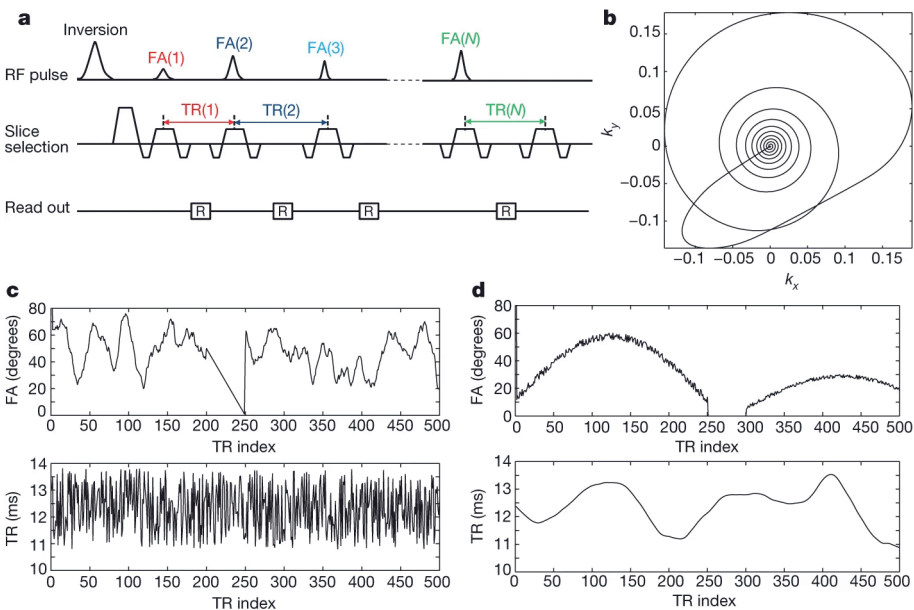 a
Inversion
FA(1)
FA(2)
FA(3)
FA(N)
RF pulse
TR(1)
TR(2)
TR(N)
Slice
selection
Read out
R
R
R
R
b
0.15
0.1
0.05
0
−0.05
−0.1
ky
−0.1 −0.05 0 0.05 0.1 0.15
kx
c
80
60
40
20
0
FA (degrees)
0 50 100 150 200 250 300 350 400 450 500
TR index
14
13
12
11
10
TR (ms)
0 50 100 150 200 250 300 350 400 450 500
TR index
d
80
60
40
20
0
FA (degrees)
0 50 100 150 200 250 300 350 400 450 500
TR index
14
13
12
11
10
TR (ms)
0 50 100 150 200 250 300 350 400 450 500
TR index